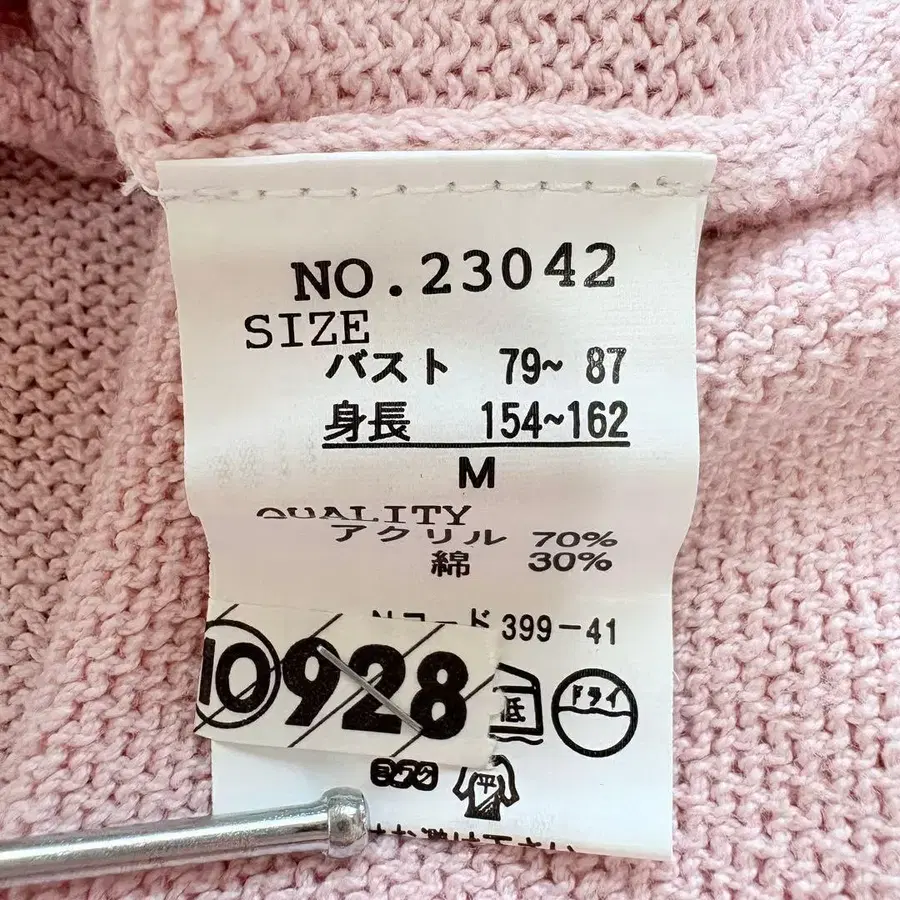 NO.23042
SIZE
バスト 79~ 87
身長 154~162
M
QUALITY
アクリル 70%
綿 30%
コード 399-41
10928
低
ドライ
平